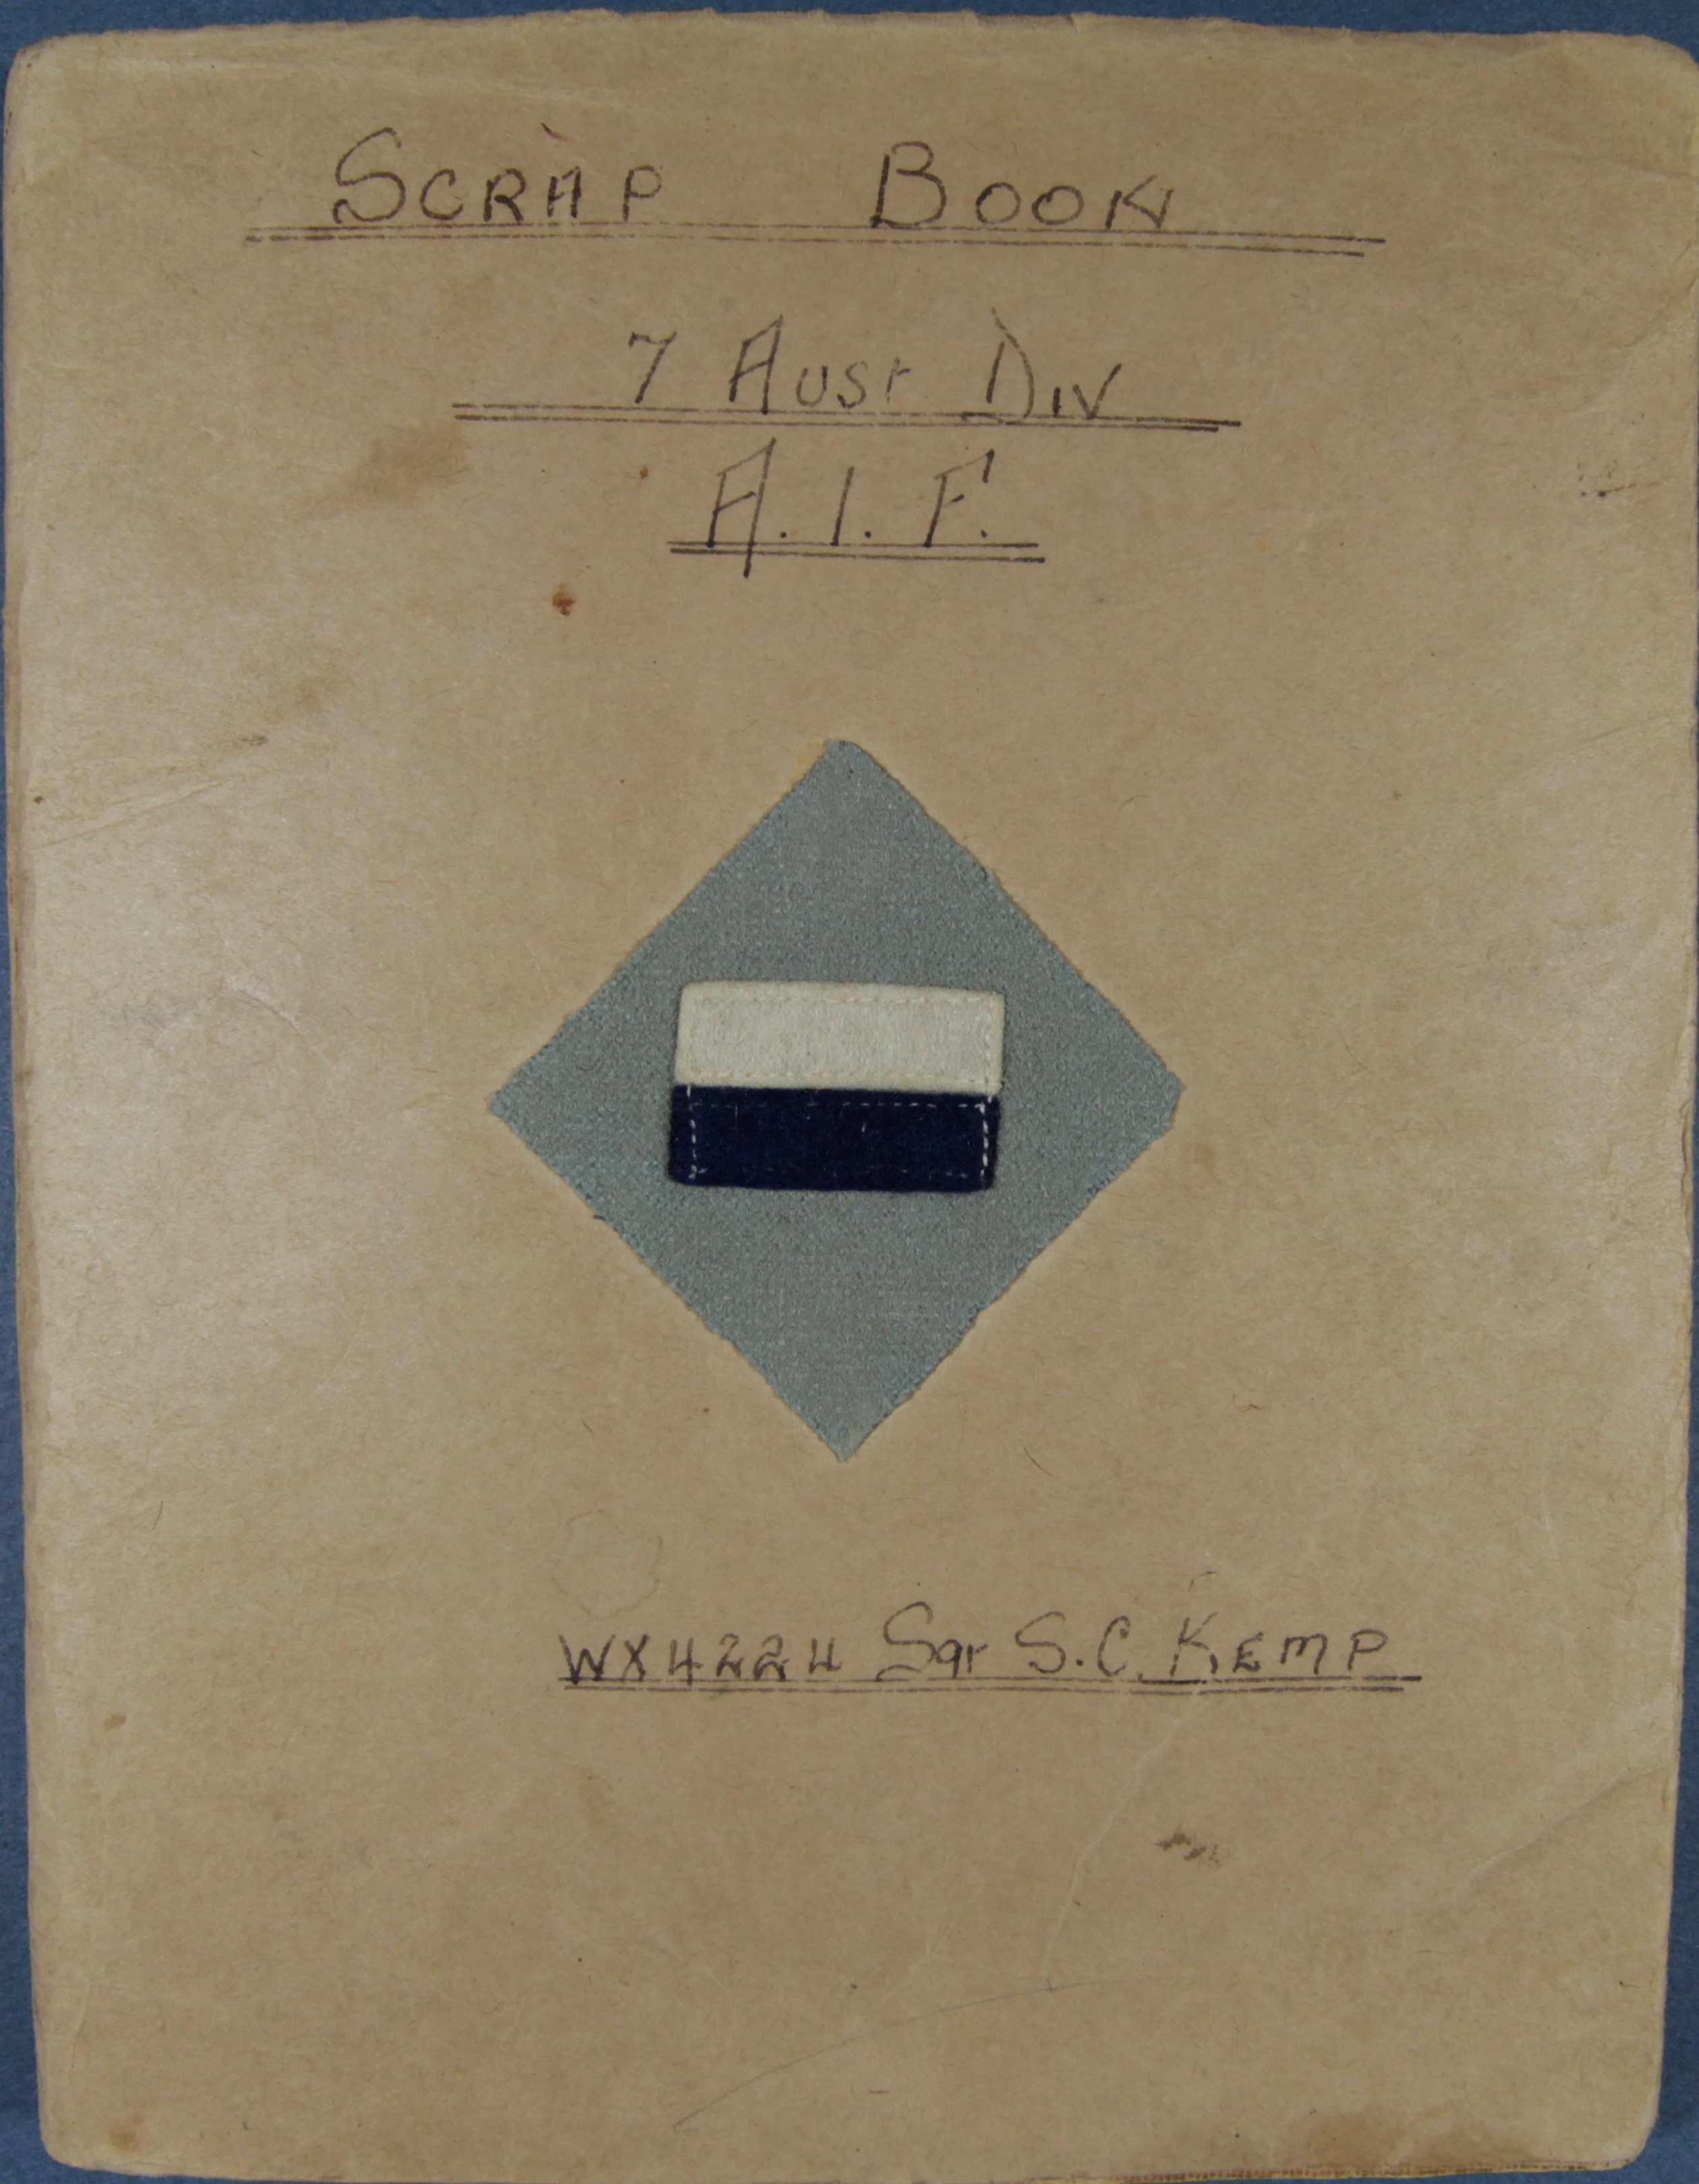 SCRAP BOOK
7 AUST DIV
A.I.F.
WX4224 Sgt S.C. KEMP